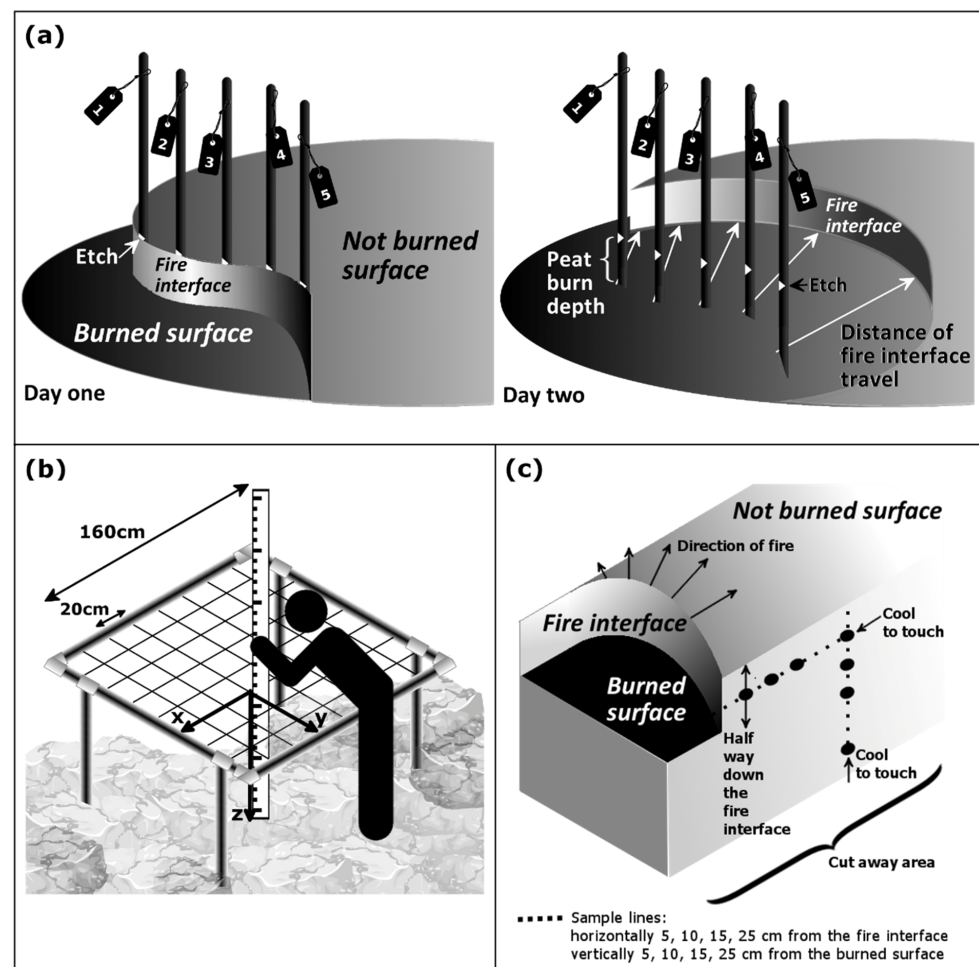 (a)
1
2
3
4
5
Etch
Fire
interface
Not burned
surface
Burned surface
Day one
1
2
3
4
5
Fire
interface
Peat
burn
depth
Etch
Distance of
fire interface
travel
Day two
(b)
160cm
20cm
x
y
z
(c)
Not burned surface
Direction of fire
Fire interface
Cool
to touch
Burned
surface
Half
way
down
the
fire
interface
Cool
to touch
Cut away area
Sample lines:
horizontally 5, 10, 15, 25 cm from the fire interface
vertically 5, 10, 15, 25 cm from the burned surface